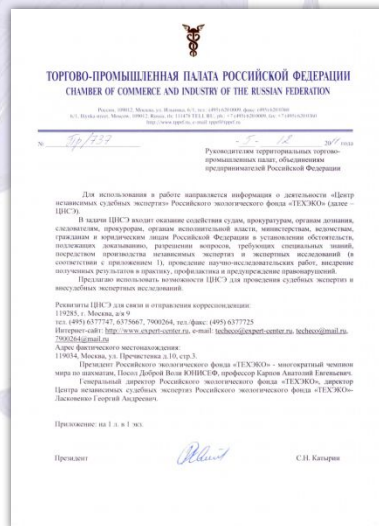 ТОРГОВО-ПРОМЫШЛЕННАЯ ПАЛАТА РОССИЙСКОЙ ФЕДЕРАЦИИ
CHAMBER OF COMMERCE AND INDUSTRY OF THE RUSSIAN FEDERATION
№
Руководителям территориальных торгово-
промышленных палат, объединениям
предпринимателей Российской Федерации
Для использования в работе направляется информация о деятельности «Центр
независимых судебных экспертиз» Российского экологического фонда «ТЕХЭКО» (далее –
ЦНСЭ).
В задачи ЦНСЭ входит оказание содействия судам, прокуратурам, органам дознания,
следователям, прокурорам, органам исполнительной власти, министерствам, ведомствам,
гражданам и юридическим лицам Российской Федерации в установлении обстоятельств,
подлежащих доказыванию, разрешении вопросов, требующих специальных знаний,
посредством производства независимых экспертиз и экспертных исследований (в
соответствии с приложением 1), проведение научно-исследовательских работ, внедрение
полученных результатов в практику, профилактика и предупреждение правонарушений.
Предлагаю использовать возможности ЦНСЭ для проведения судебных экспертиз и
внесудебных экспертных исследований.
Реквизиты ЦНСЭ для связи и отправления корреспонденции:
119285, г. Москва, а/я 9
тел. (495) 6377747, 6375667, 7900264, тел./факс: (495) 6377725
Интернет-сайт: http://www.expert-center.ru, e-mail: techeco@expert-center.ru, techeco@mail.ru,
7900264@mail.ru
Адрес фактического местонахождения:
119034, Москва, ул. Пречистенка д.10, стр.3.
Президент Российского экологического фонда «ТЕХЭКО» - многократный чемпион
мира по шахматам, Посол Доброй Воли ЮНИСЕФ, профессор Карпов Анатолий Евгеньевич.
Генеральный директор Российского экологического фонда «ТЕХЭКО», директор
Центра независимых судебных экспертиз Российского экологического фонда «ТЕХЭКО»-
Ласковенко Георгий Андреевич.
Приложение: на 1 л. в 1 экз.
Президент С.Н. Катырин